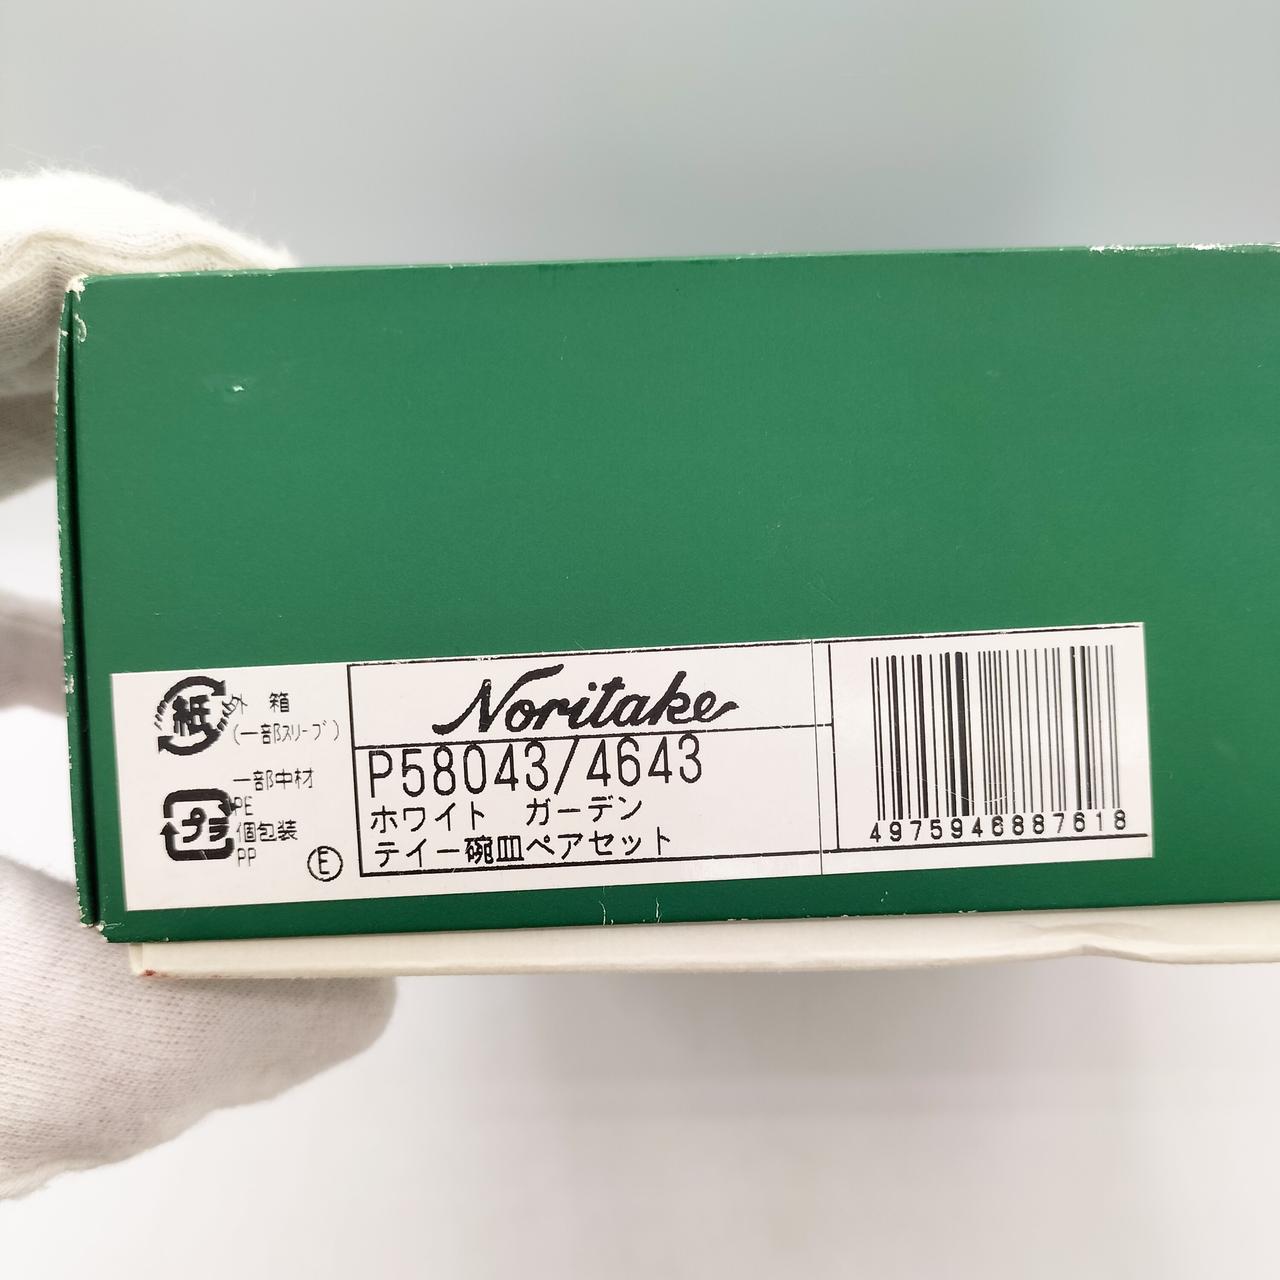 紙
外 箱
(一部スリーブ)
プラ
一部中材
PE
個包装
PP
E
Noritake
P58043/4643
ホワイト ガーデン
テイー碗皿ペアセット
4975946887618